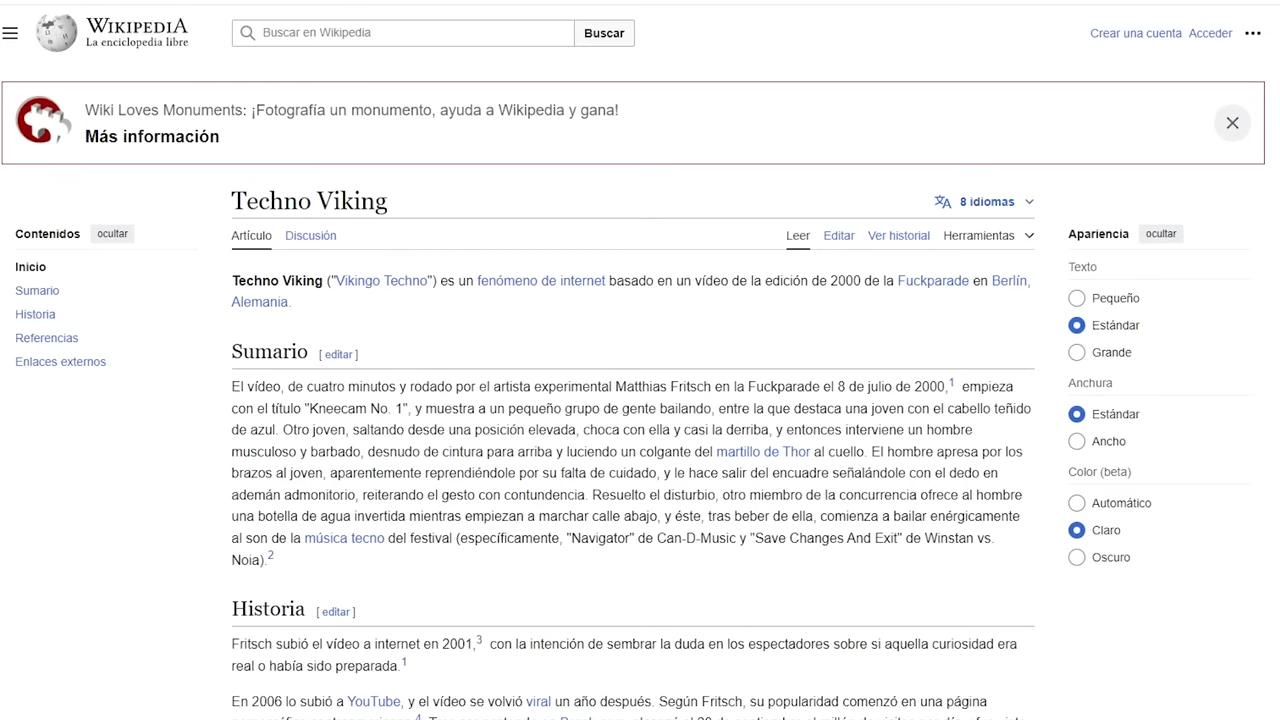 WIKIPEDIA
La enciclopedia libre
Buscar en Wikipedia
Buscar
Crear una cuenta Acceder
Wiki Loves Monuments: ¡Fotografía un monumento, ayuda a Wikipedia y gana!
Más información
Techno Viking
8 idiomas
Contenidos ocultar
Inicio
Sumario
Historia
Referencias
Enlaces externos
Artículo Discusión
Leer Editar Ver historial Herramientas
Techno Viking ("Vikingo Techno") es un fenómeno de internet basado en un vídeo de la edición de 2000 de la Fuckparade en Berlín,
Alemania.
Sumario [ editar ]
El vídeo, de cuatro minutos y rodado por el artista experimental Matthias Fritsch en la Fuckparade el 8 de julio de 2000,1 empieza
con el título "Kneecam No. 1", y muestra a un pequeño grupo de gente bailando, entre la que destaca una joven con el cabello teñido
de azul. Otro joven, saltando desde una posición elevada, choca con ella y casi la derriba, y entonces interviene un hombre
musculoso y barbado, desnudo de cintura para arriba y luciendo un colgante del martillo de Thor al cuello. El hombre apresa por los
brazos al joven, aparentemente reprendiéndole por su falta de cuidado, y le hace salir del encuadre señalándole con el dedo en
ademán admonitorio, reiterando el gesto con contundencia. Resuelto el disturbio, otro miembro de la concurrencia ofrece al hombre
una botella de agua invertida mientras empiezan a marchar calle abajo, y éste, tras beber de ella, comienza a bailar enérgicamente
al son de la música tecno del festival (específicamente, "Navigator" de Can-D-Music y "Save Changes And Exit" de Winstan vs.
Noia).2
Historia [ editar ]
Fritsch subió el vídeo a internet en 2001,3 con la intención de sembrar la duda en los espectadores sobre si aquella curiosidad era
real o había sido preparada.1
En 2006 lo subió a YouTube, y el vídeo se volvió viral un año después. Según Fritsch, su popularidad comenzó en una página
Apariencia ocultar
Texto
Pequeño
Estándar
Grande
Anchura
Estándar
Ancho
Color (beta)
Automático
Claro
Oscuro